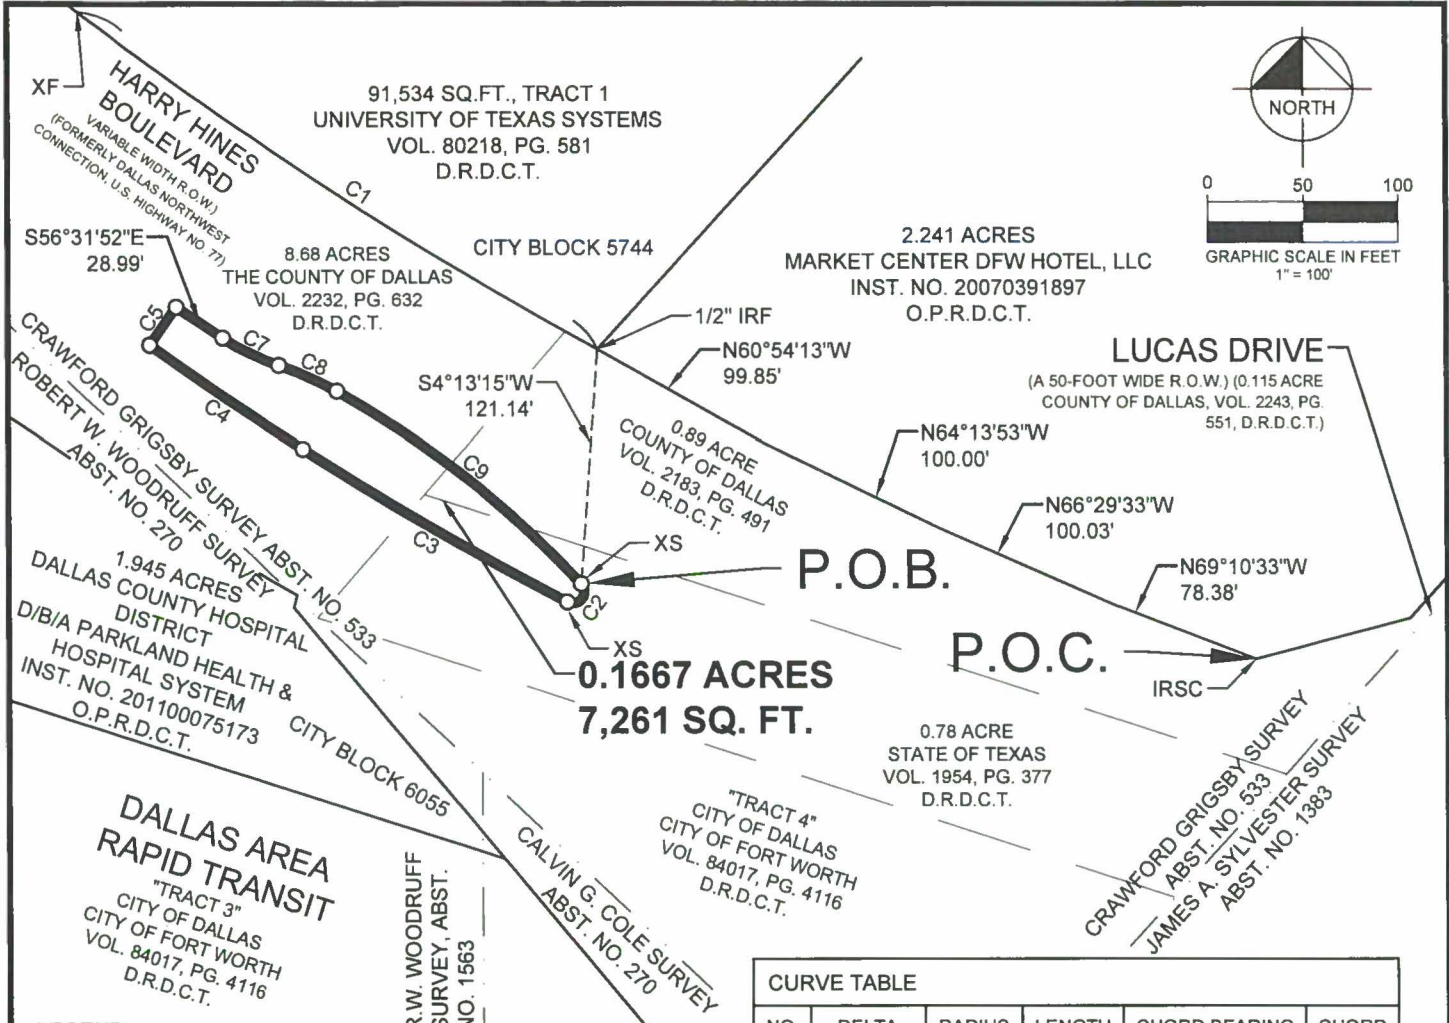 XF
HARRY HINES
BOULEVARD
VARIABLE WIDTH R.O.W.)
(FORMERLY DALLAS NORTHWEST
CONNECTION, U.S. HIGHWAY NO. 77)
91,534 SQ.FT., TRACT 1
UNIVERSITY OF TEXAS SYSTEMS
VOL. 80218, PG. 581
D.R.D.C.T.
C1
NORTH
0 50 100
GRAPHIC SCALE IN FEET
1" = 100'
S56°31'52"E
28.99'
8.68 ACRES
THE COUNTY OF DALLAS
VOL. 2232, PG. 632
D.R.D.C.T.
CITY BLOCK 5744
2.241 ACRES
MARKET CENTER DFW HOTEL, LLC
INST. NO. 20070391897
O.P.R.D.C.T.
1/2" IRF
N60°54'13"W
99.85'
LUCAS DRIVE
(A 50-FOOT WIDE R.O.W.) (0.115 ACRE
COUNTY OF DALLAS, VOL. 2243, PG.
551, D.R.D.C.T.)
C5
C7
C8
C4
C9
C3
C2
S4°13'15"W
121.14'
0.89 ACRE
COUNTY OF DALLAS
VOL. 2183, PG. 491
D.R.D.C.T.
N64°13'53"W
100.00'
N66°29'33"W
100.03'
N69°10'33"W
78.38'
CRAWFORD GRIGSBY SURVEY ABST. NO. 533
ROBERT W. WOODRUFF SURVEY
ABST. NO. 270
XS
P.O.B.
XS
P.O.C.
IRSC
0.1667 ACRES
7,261 SQ. FT.
1.945 ACRES
DALLAS COUNTY HOSPITAL
DISTRICT
D/B/A PARKLAND HEALTH &
HOSPITAL SYSTEM
INST. NO. 201100075173
O.P.R.D.C.T.
CITY BLOCK 6055
0.78 ACRE
STATE OF TEXAS
VOL. 1954, PG. 377
D.R.D.C.T.
CRAWFORD GRIGSBY SURVEY
ABST. NO. 533
JAMES A. SYLVESTER SURVEY
ABST. NO. 1383
"TRACT 4"
CITY OF DALLAS
CITY OF FORT WORTH
VOL. 84017, PG. 4116
D.R.D.C.T.
DALLAS AREA
RAPID TRANSIT
"TRACT 3"
CITY OF DALLAS
CITY OF FORT WORTH
VOL. 84017, PG. 4116
D.R.D.C.T.
R.W. WOODRUFF
SURVEY, ABST.
NO. 1563
CALVIN G. COLE SURVEY
ABST. NO. 270
CURVE TABLE
NO. DELTA RADIUS LENGTH CHORD BEARING CHORD